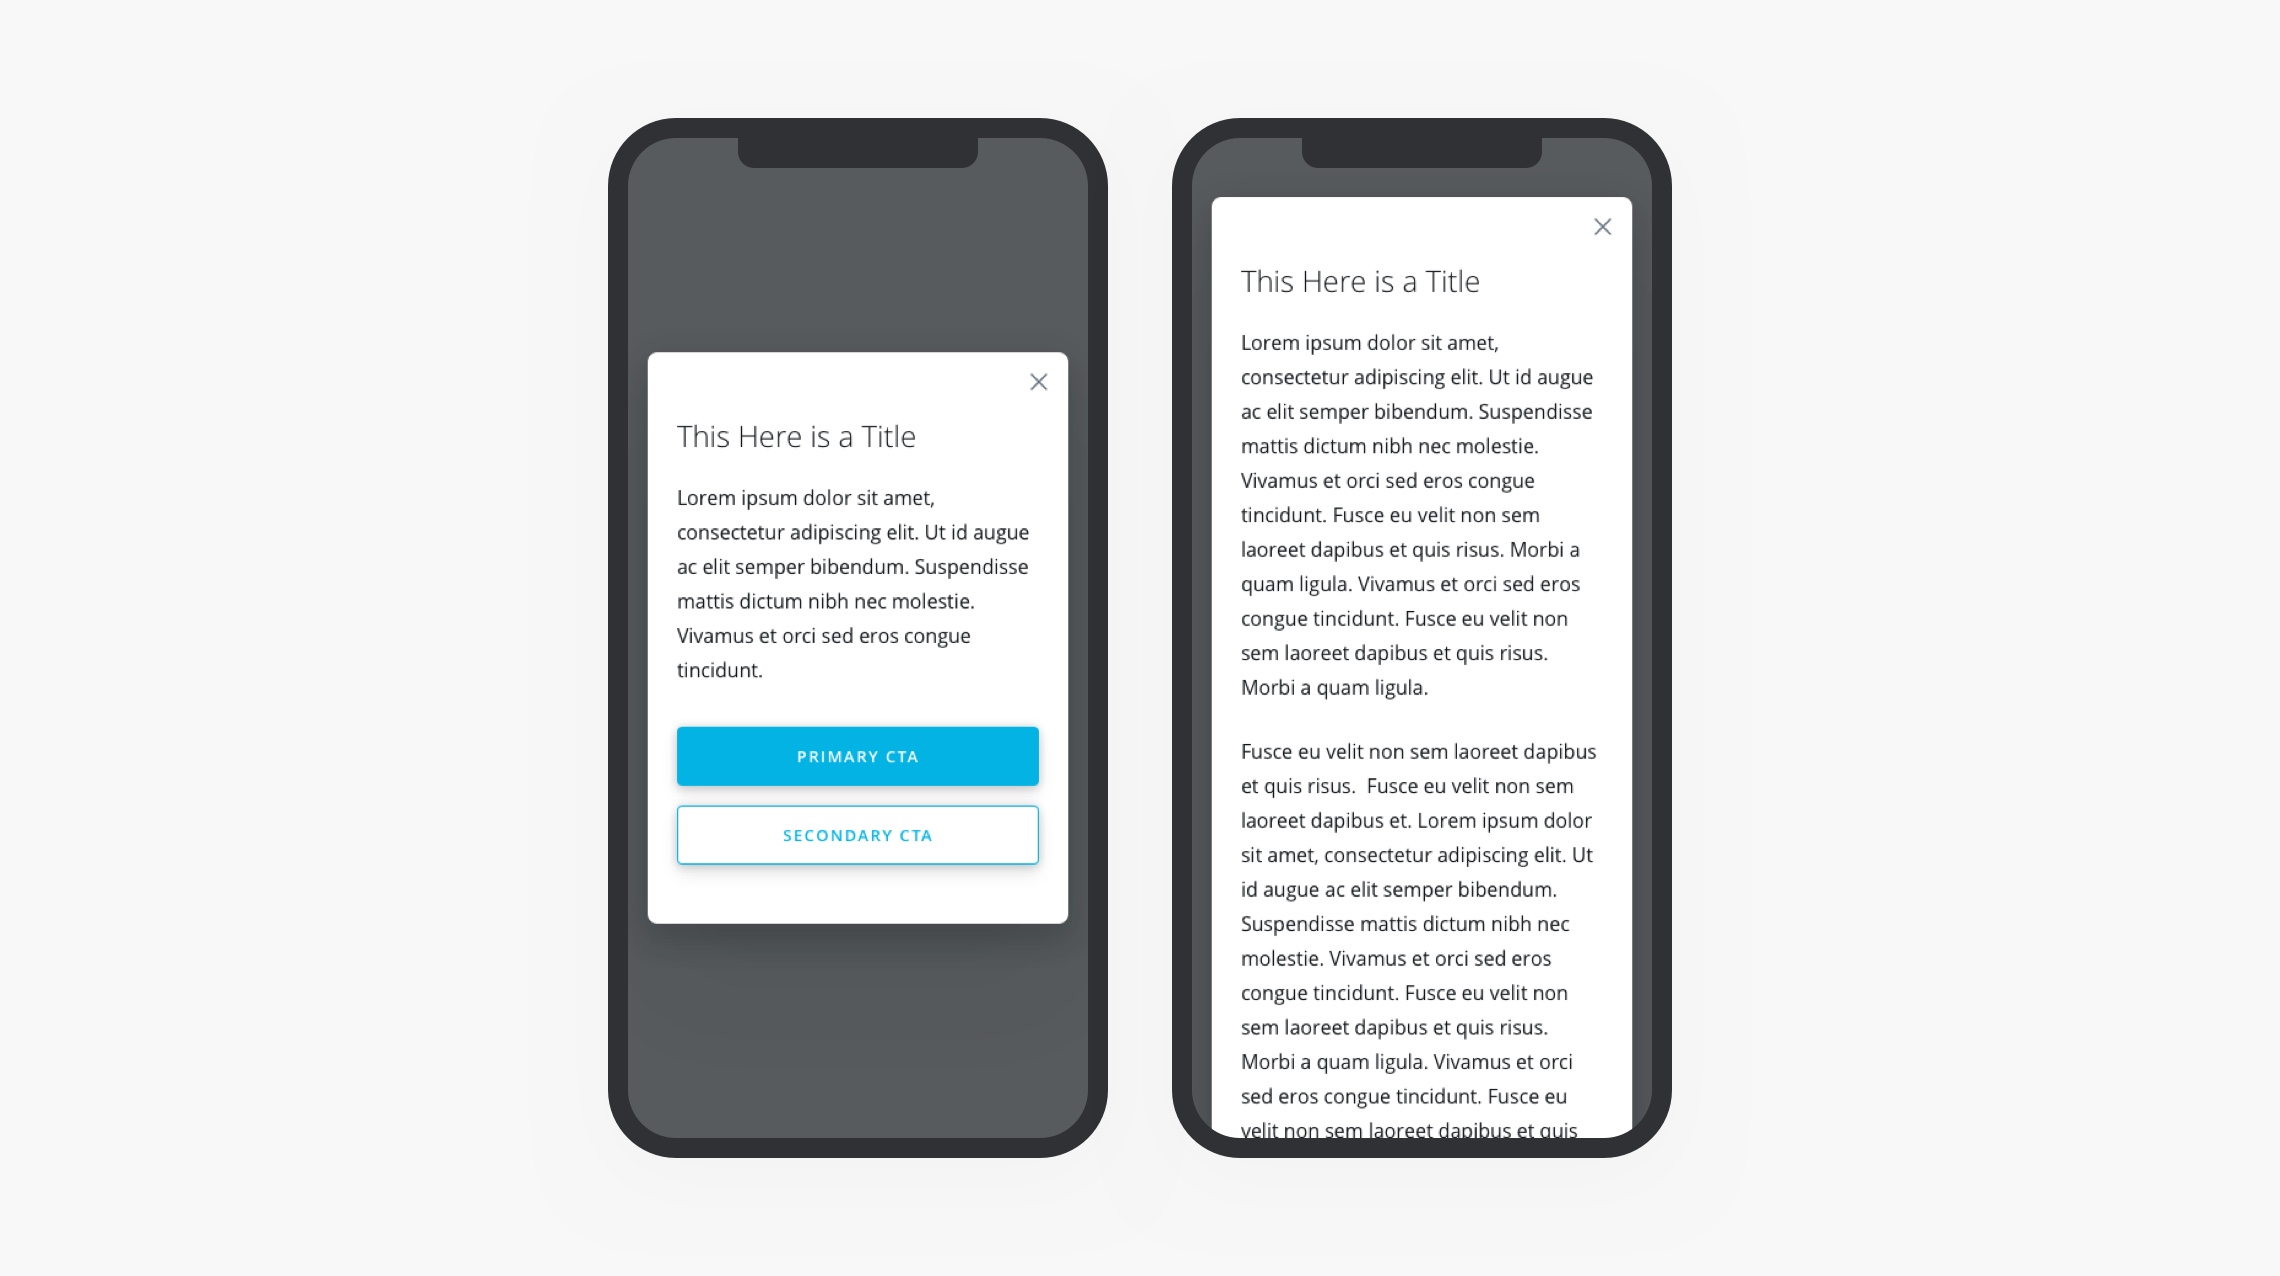 This Here is a Title
Lorem ipsum dolor sit amet,
consectetur adipiscing elit. Ut id augue
ac elit semper bibendum. Suspendisse
mattis dictum nibh nec molestie.
Vivamus et orci sed eros congue
tincidunt.
PRIMARY CTA
SECONDARY CTA
This Here is a Title
Lorem ipsum dolor sit amet,
consectetur adipiscing elit. Ut id augue
ac elit semper bibendum. Suspendisse
mattis dictum nibh nec molestie.
Vivamus et orci sed eros congue
tincidunt. Fusce eu velit non sem
laoreet dapibus et quis risus. Morbi a
quam ligula. Vivamus et orci sed eros
congue tincidunt. Fusce eu velit non
sem laoreet dapibus et quis risus.
Morbi a quam ligula.
Fusce eu velit non sem laoreet dapibus
et quis risus.  Fusce eu velit non sem
laoreet dapibus et. Lorem ipsum dolor
sit amet, consectetur adipiscing elit. Ut
id augue ac elit semper bibendum.
Suspendisse mattis dictum nibh nec
molestie. Vivamus et orci sed eros
congue tincidunt. Fusce eu velit non
sem laoreet dapibus et quis risus.
Morbi a quam ligula. Vivamus et orci
sed eros congue tincidunt. Fusce eu
velit non sem laoreet dapibus et quis